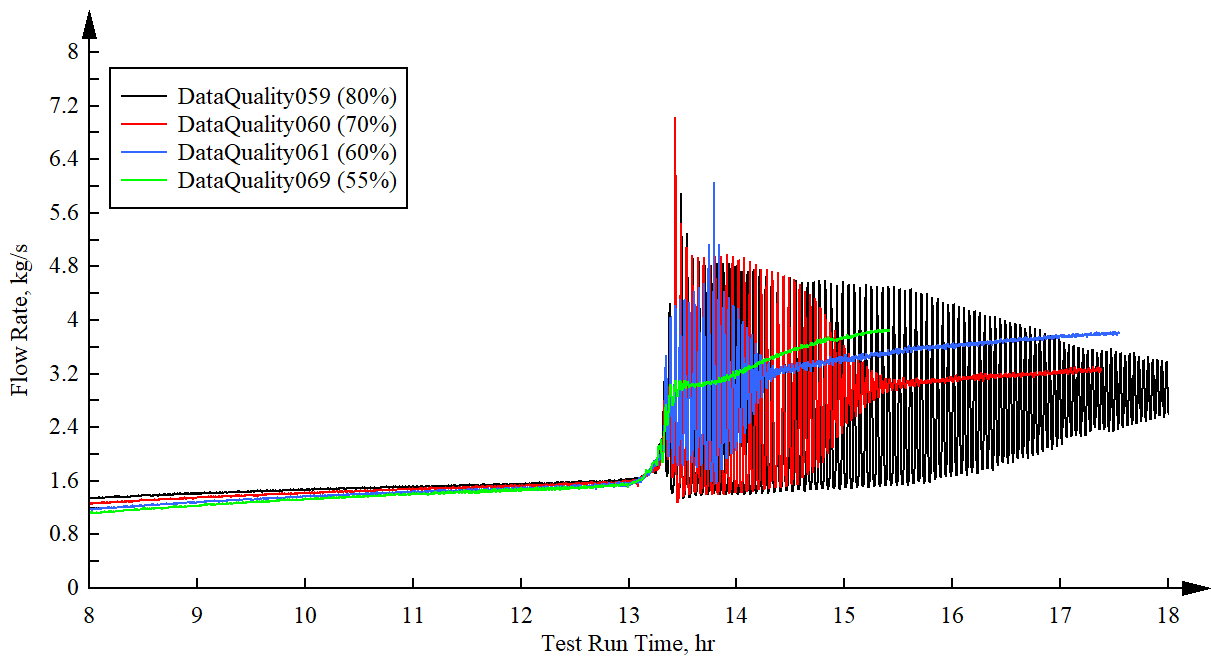 8
7.2
6.4
5.6
4.8
4
3.2
2.4
1.6
0.8
0
Flow Rate, kg/s
DataQuality059 (80%)
DataQuality060 (70%)
DataQuality061 (60%)
DataQuality069 (55%)
8 9 10 11 12 13 14 15 16 17 18
Test Run Time, hr